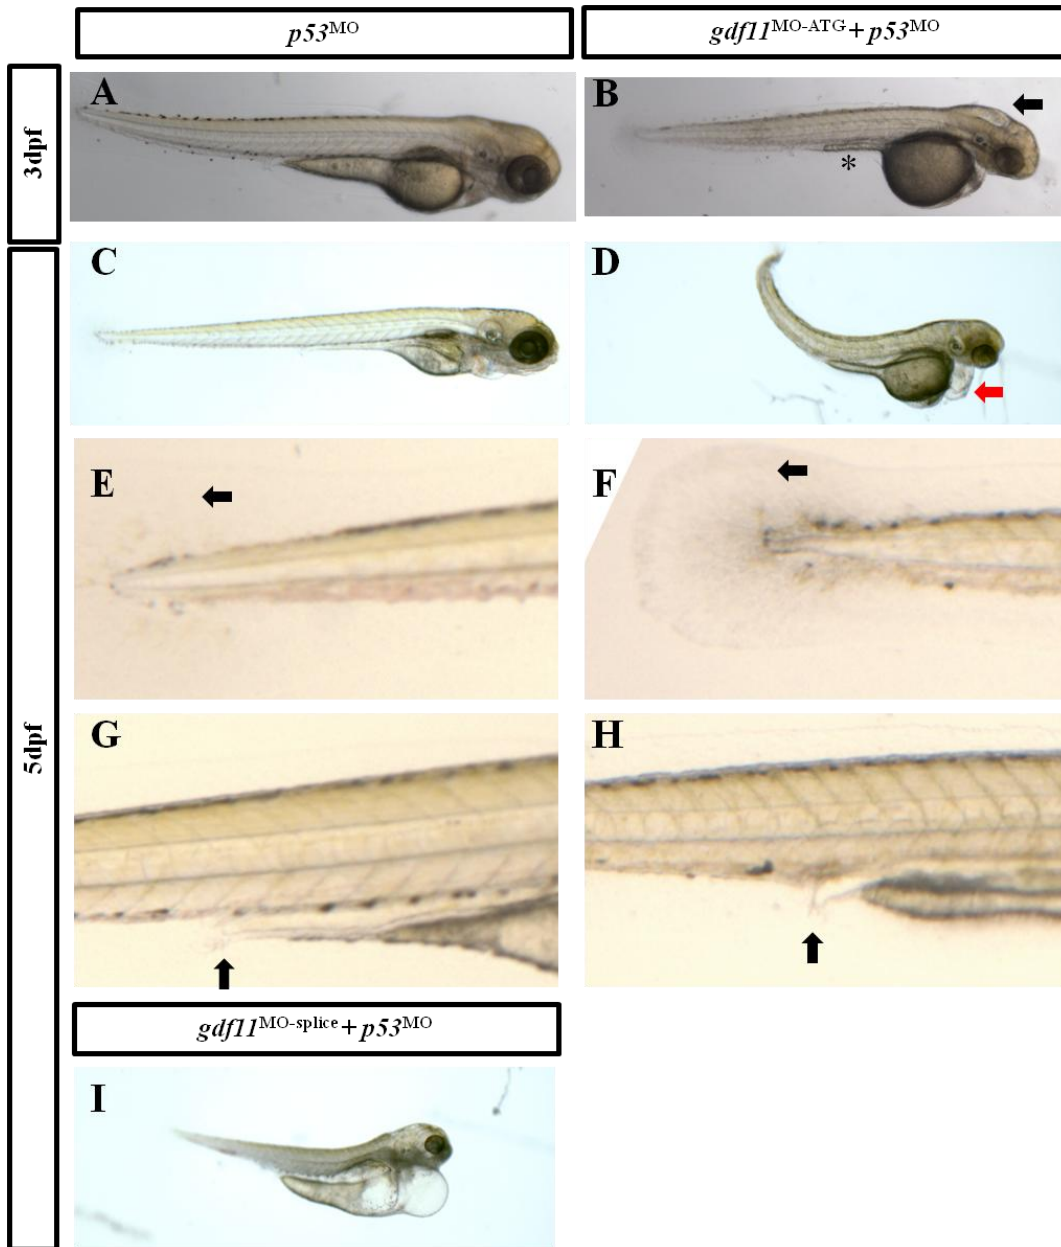 p53ᴹᴼ
gdf11ᴹᴼ⁻ᴬᵀᴳ + p53ᴹᴼ
3dpf
A
B
*
5dpf
C
D
E
F
G
H
gdf11ᴹᴼ⁻ˢᵖˡⁱᶜᵉ + p53ᴹᴼ
I